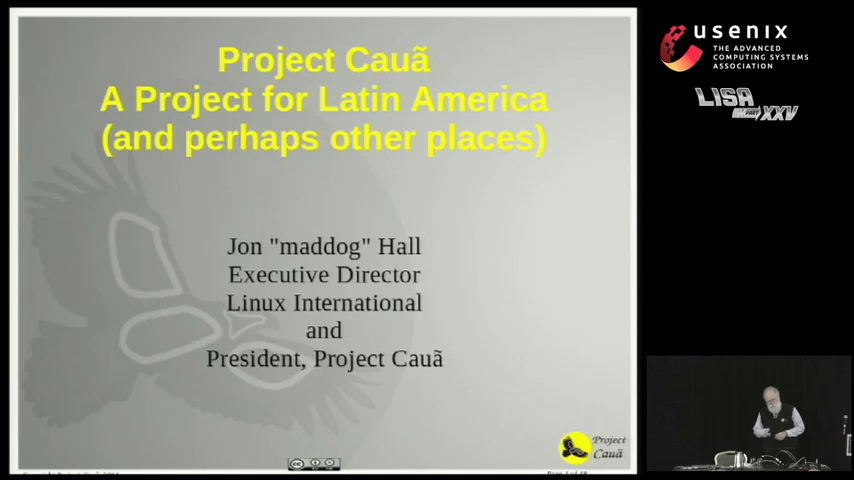 Project Cauã
A Project for Latin America
(and perhaps other places)
Jon "maddog" Hall
Executive Director
Linux International
and
President, Project Cauã
Project
Cauã
usenix
THE ADVANCED
COMPUTING SYSTEMS
ASSOCIATION
LISA
XXV